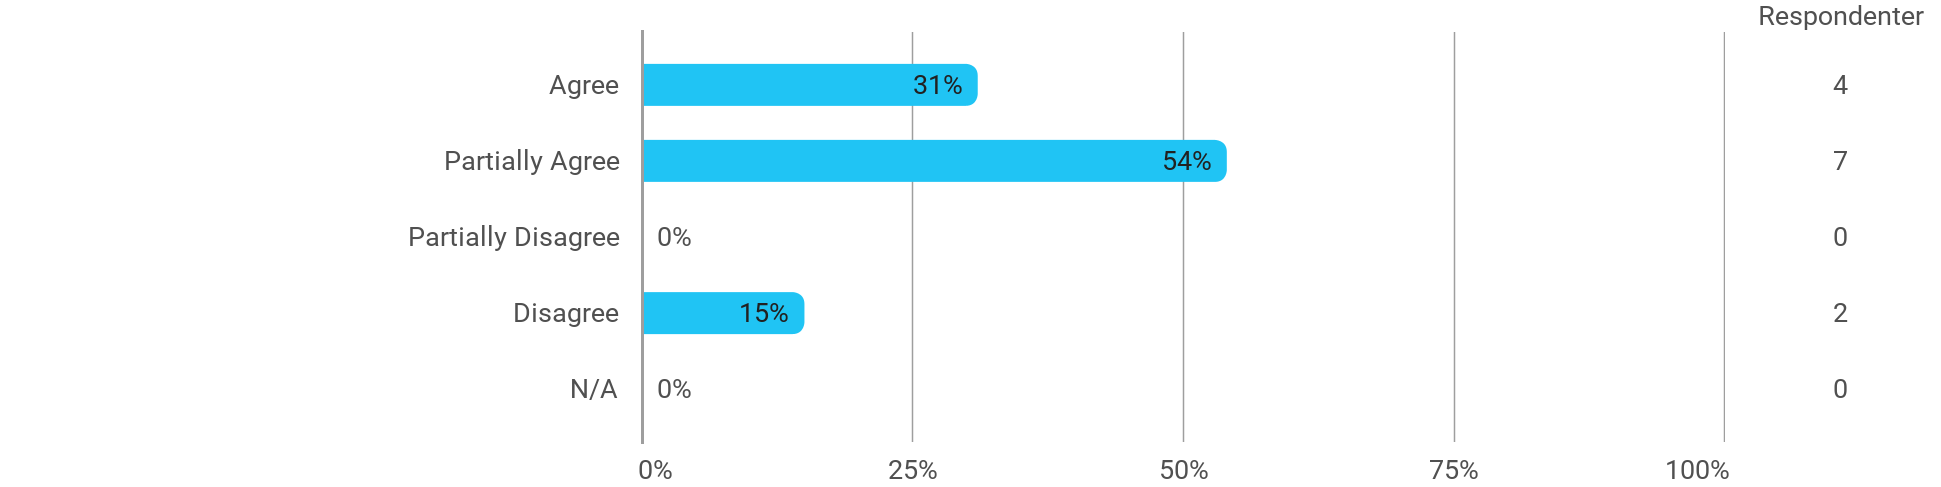 Respondenter
Agree 31% 4
Partially Agree 54% 7
Partially Disagree 0% 0
Disagree 15% 2
N/A 0% 0
0% 25% 50% 75% 100%